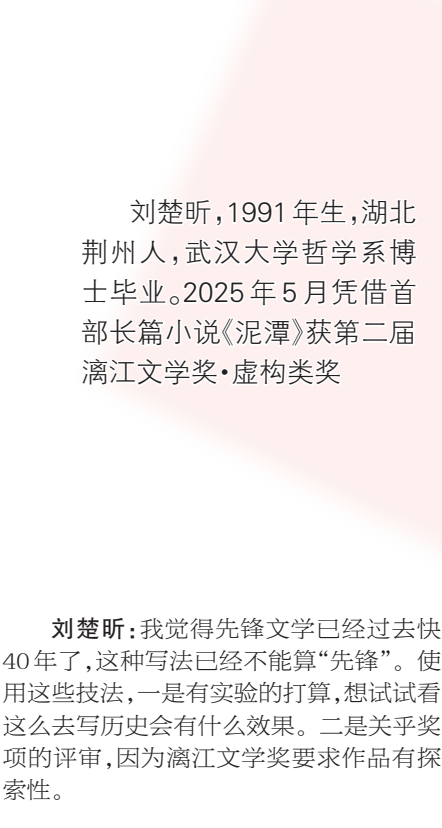 刘楚昕，1991年生，湖北
荆州人，武汉大学哲学系博
士毕业。2025年5月凭借首
部长篇小说《泥潭》获第二届
漓江文学奖·虚构类奖
刘楚昕：我觉得先锋文学已经过去快
40年了，这种写法已经不能算“先锋”。使
用这些技法，一是有实验的打算，想试试看
这么去写历史会有什么效果。二是关乎奖
项的评审，因为漓江文学奖要求作品有探
索性。